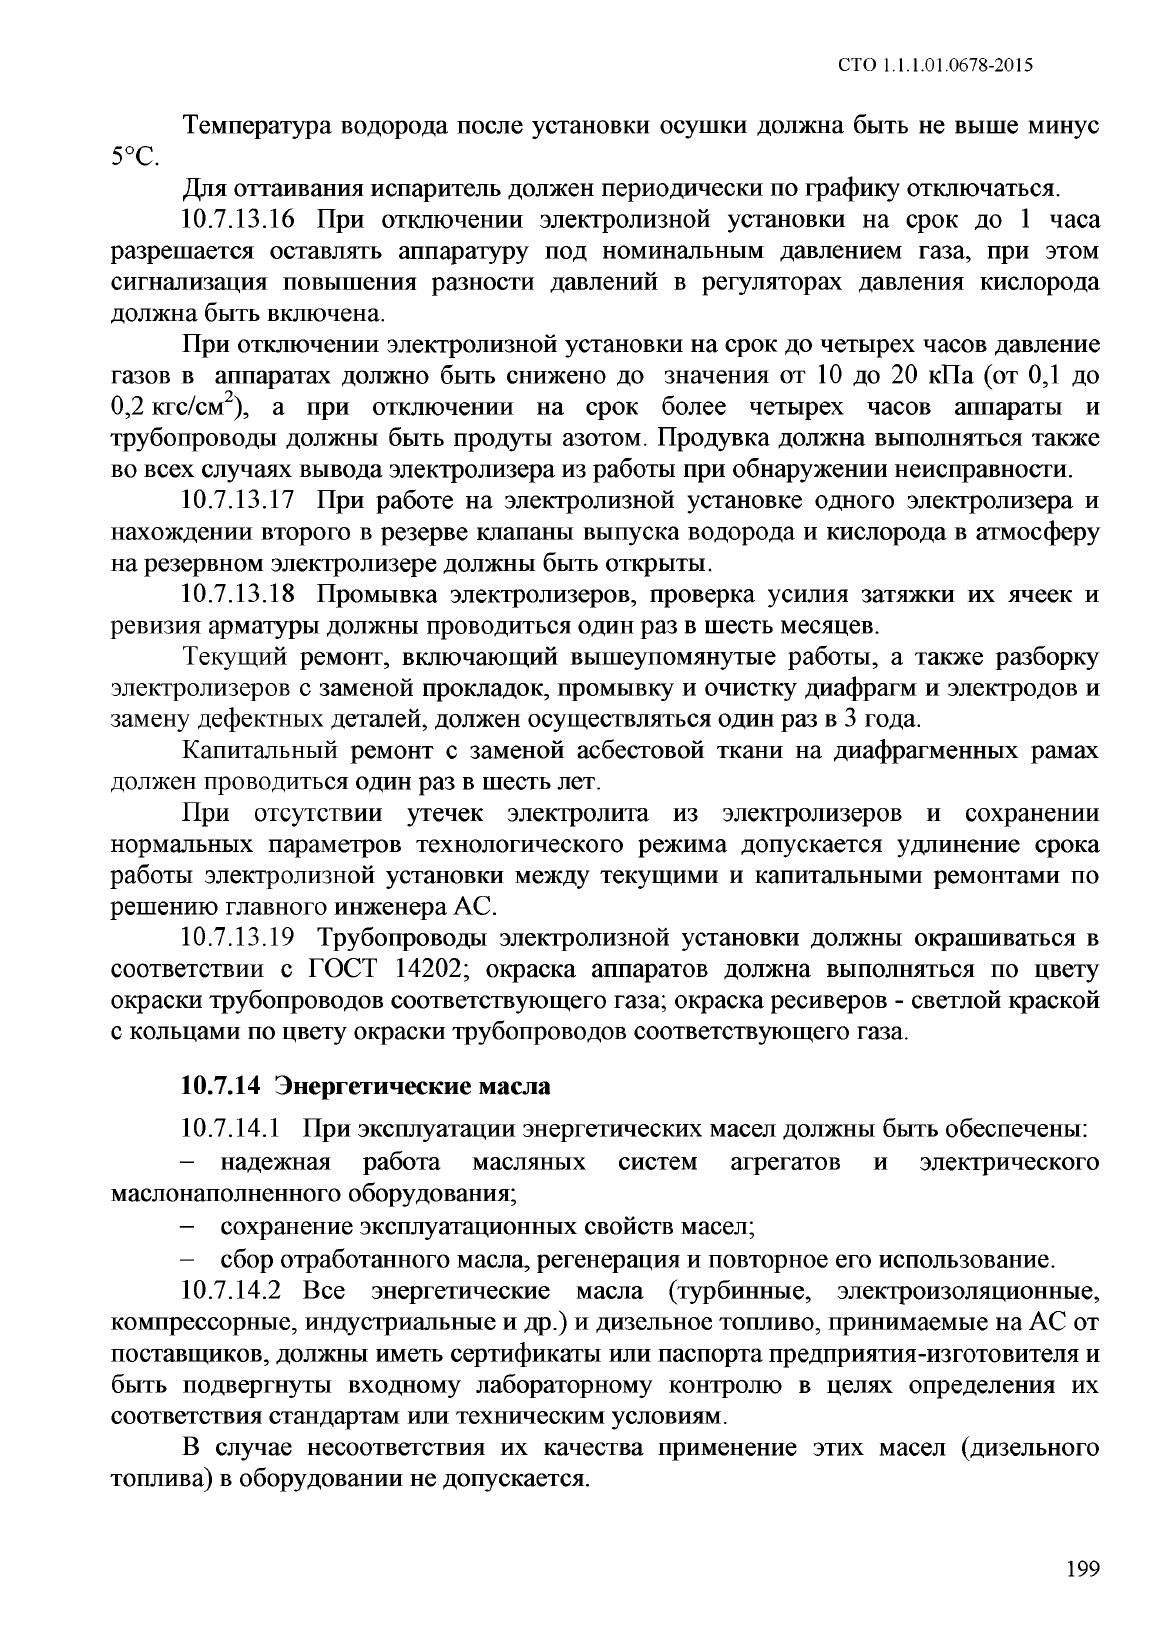 СТО 1.1.1.01.0678-2015
Температура водорода после установки осушки должна быть не выше минус
5°С.
Для оттаивания испаритель должен периодически по графику отключаться.
10.7.13.16 При отключении электролизной установки на срок до 1 часа
разрешается оставлять аппаратуру под номинальным давлением газа, при этом
сигнализация повышения разности давлений в регуляторах давления кислорода
должна быть включена.
При отключении электролизной установки на срок до четырех часов давление
газов в аппаратах должно быть снижено до значения от 10 до 20 кПа (от 0,1 до
0,2 кгс/см²), а при отключении на срок более четырех часов аппараты и
трубопроводы должны быть продуты азотом. Продувка должна выполняться также
во всех случаях вывода электролизера из работы при обнаружении неисправности.
10.7.13.17 При работе на электролизной установке одного электролизера и
нахождении второго в резерве клапаны выпуска водорода и кислорода в атмосферу
на резервном электролизере должны быть открыты.
10.7.13.18 Промывка электролизеров, проверка усилия затяжки их ячеек и
ревизия арматуры должны проводиться один раз в шесть месяцев.
Текущий ремонт, включающий вышеупомянутые работы, а также разборку
электролизеров с заменой прокладок, промывку и очистку диафрагм и электродов и
замену дефектных деталей, должен осуществляться один раз в 3 года.
Капитальный ремонт с заменой асбестовой ткани на диафрагменных рамах
должен проводиться один раз в шесть лет.
При отсутствии утечек электролита из электролизеров и сохранении
нормальных параметров технологического режима допускается удлинение срока
работы электролизной установки между текущими и капитальными ремонтами по
решению главного инженера АС.
10.7.13.19 Трубопроводы электролизной установки должны окрашиваться в
соответствии с ГОСТ 14202; окраска аппаратов должна выполняться по цвету
окраски трубопроводов соответствующего газа; окраска ресиверов - светлой краской
с кольцами по цвету окраски трубопроводов соответствующего газа.
10.7.14 Энергетические масла
10.7.14.1 При эксплуатации энергетических масел должны быть обеспечены:
– надежная работа масляных систем агрегатов и электрического
маслонаполненного оборудования;
– сохранение эксплуатационных свойств масел;
– сбор отработанного масла, регенерация и повторное его использование.
10.7.14.2 Все энергетические масла (турбинные, электроизоляционные,
компрессорные, индустриальные и др.) и дизельное топливо, принимаемые на АС от
поставщиков, должны иметь сертификаты или паспорта предприятия-изготовителя и
быть подвергнуты входному лабораторному контролю в целях определения их
соответствия стандартам или техническим условиям.
В случае несоответствия их качества применение этих масел (дизельного
топлива) в оборудовании не допускается.
199